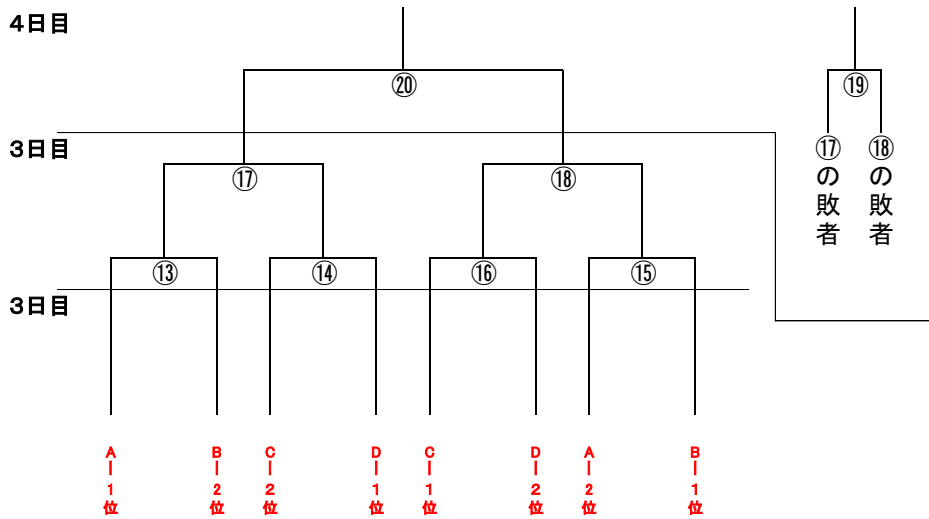 4日目
⑳
⑲
3日目
⑰
⑱
⑰の敗者
⑱の敗者
⑬
⑭
⑯
⑮
3日目
A－1位
B－2位
C－2位
D－1位
C－1位
D－2位
A－2位
B－1位